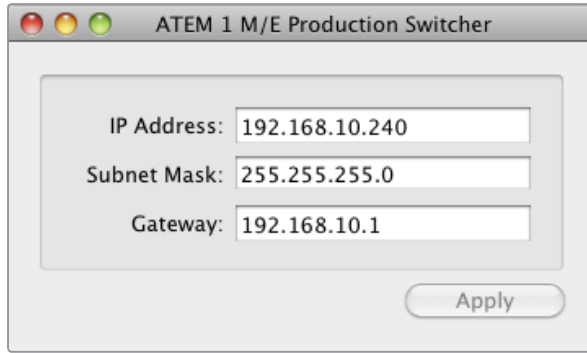 ATEM 1 M/E Production Switcher
IP Address: 192.168.10.240
Subnet Mask: 255.255.255.0
Gateway: 192.168.10.1
Apply